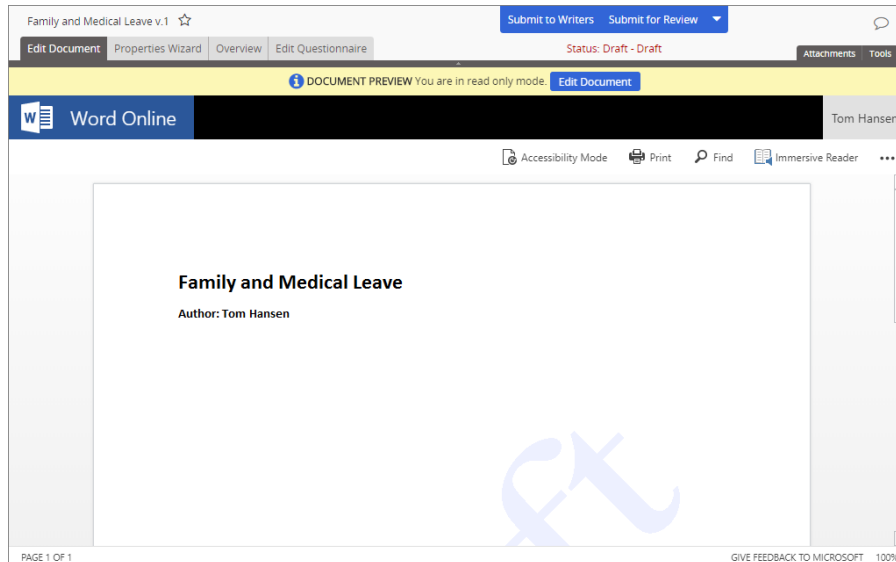 Family and Medical Leave v.1
Submit to Writers Submit for Review
Edit Document Properties Wizard Overview Edit Questionnaire
Status: Draft - Draft
Attachments Tools
DOCUMENT PREVIEW You are in read only mode. Edit Document
Word Online
Tom Hansen
Accessibility Mode Print Find Immersive Reader
Family and Medical Leave
Author: Tom Hansen
ft
PAGE 1 OF 1
GIVE FEEDBACK TO MICROSOFT 100%